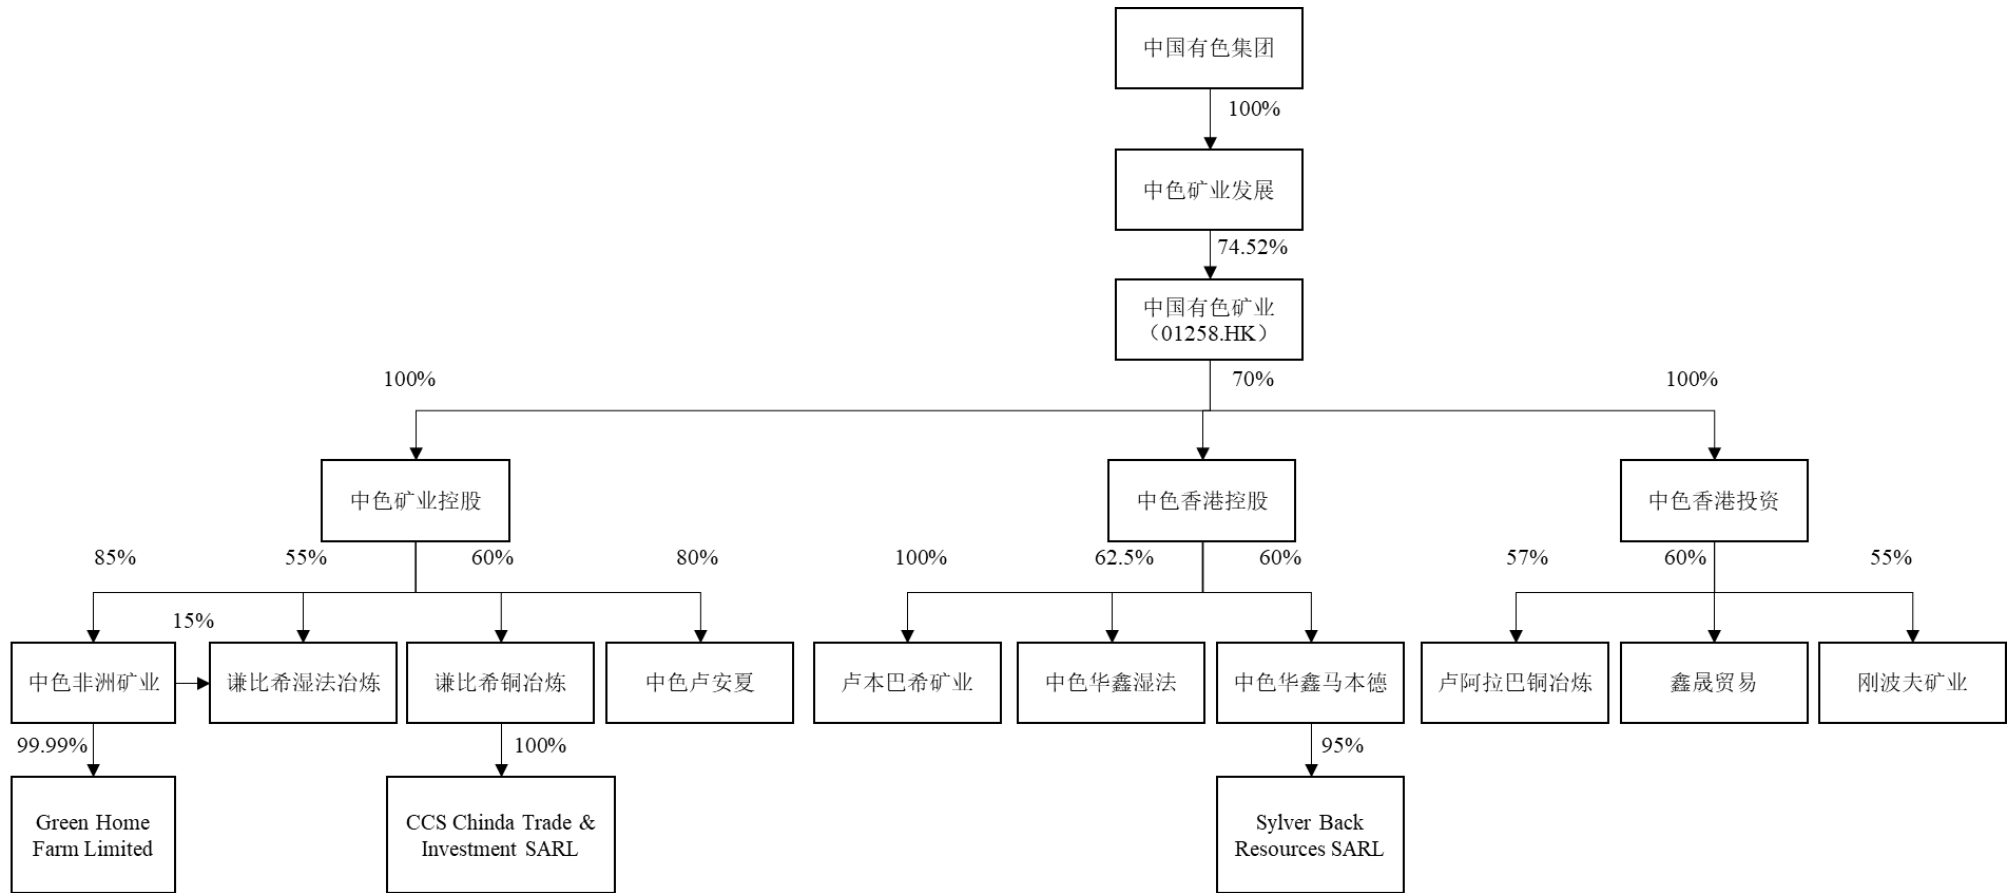 中国有色集团
100%
中色矿业发展
74.52%
中国有色矿业
（01258.HK）
100%
70%
100%
中色矿业控股
中色香港控股
中色香港投资
85%
55%
60%
80%
100%
62.5%
60%
57%
60%
55%
15%
中色非洲矿业
谦比希湿法冶炼
谦比希铜冶炼
中色卢安夏
卢本巴希矿业
中色华鑫湿法
中色华鑫马本德
卢阿拉巴铜冶炼
鑫晟贸易
刚波夫矿业
99.99%
100%
95%
Green Home
Farm Limited
CCS Chinda Trade &
Investment SARL
Sylver Back
Resources SARL